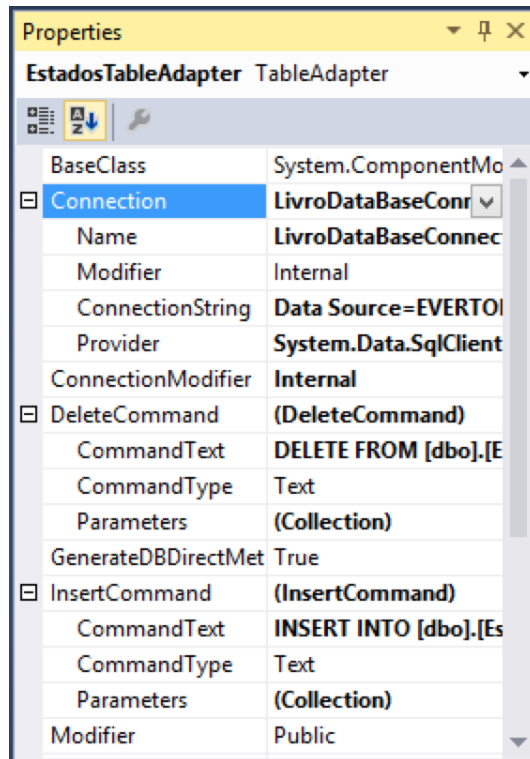 Properties
EstadosTableAdapter TableAdapter
BaseClass System.ComponentMo
Connection LivroDataBaseConn
Name LivroDataBaseConnec
Modifier Internal
ConnectionString Data Source=EVERTO
Provider System.Data.SqlClient
ConnectionModifier Internal
DeleteCommand (DeleteCommand)
CommandText DELETE FROM [dbo].[E
CommandType Text
Parameters (Collection)
GenerateDBDirectMet True
InsertCommand (InsertCommand)
CommandText INSERT INTO [dbo].[Es
CommandType Text
Parameters (Collection)
Modifier Public